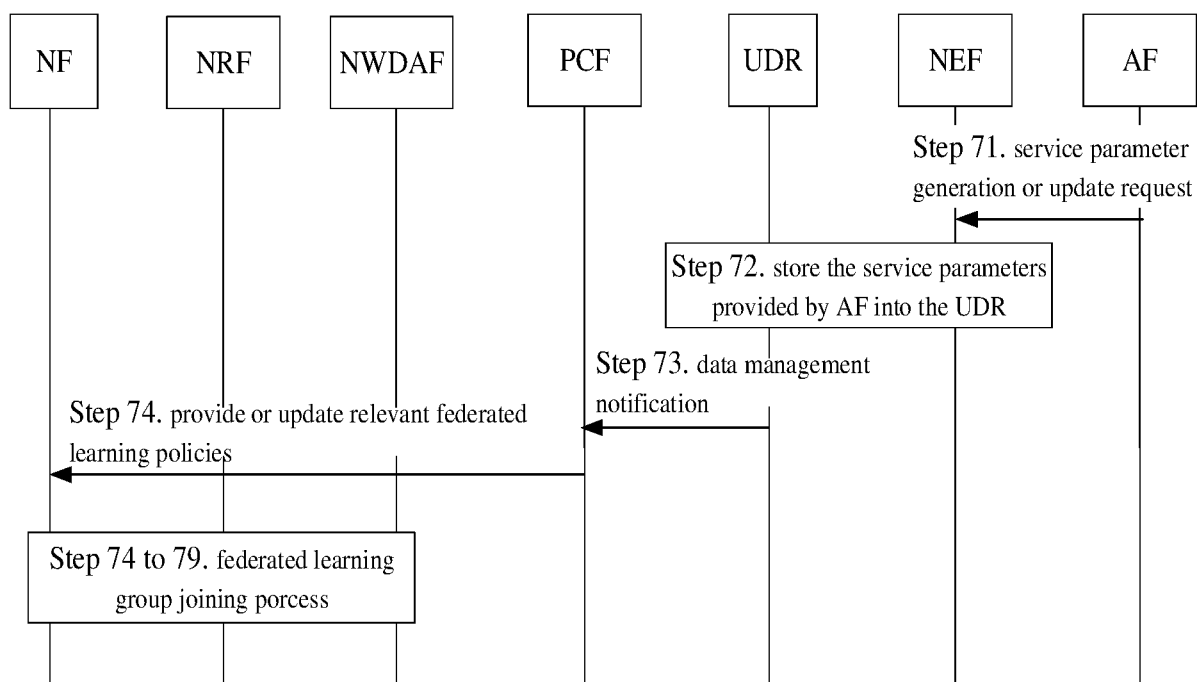 NF NRF NWDAF PCF UDR NEF AF
Step 71. service parameter
generation or update request
Step 72. store the service parameters
provided by AF into the UDR
Step 73. data management
notification
Step 74. provide or update relevant federated
learning policies
Step 74 to 79. federated learning
group joining porcess